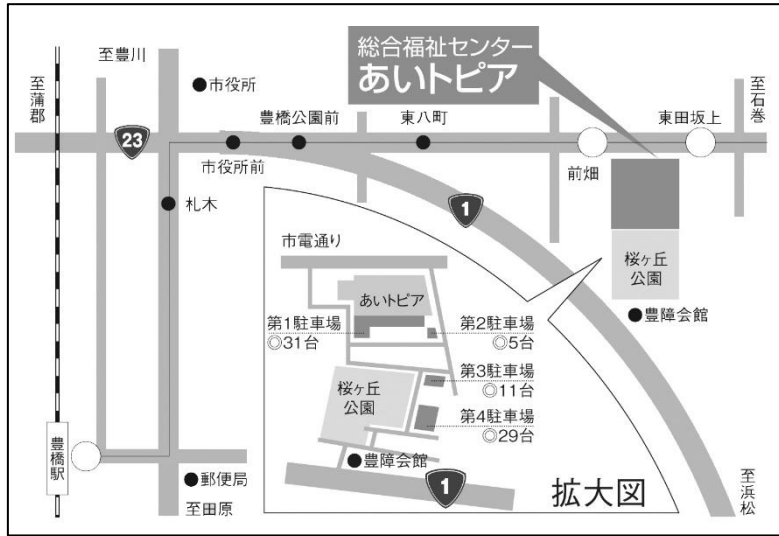 至豊川
至蒲郡
市役所
総合福祉センター
あいトピア
至石巻
豊橋公園前
東八町
東田坂上
23
市役所前
前畑
札木
1
市電通り
桜ヶ丘
公園
あいトピア
豊障会館
第1駐車場
◎31台
第2駐車場
◎5台
第3駐車場
◎11台
桜ヶ丘
公園
第4駐車場
◎29台
豊橋駅
豊障会館
郵便局
1
拡大図
至浜松
至田原